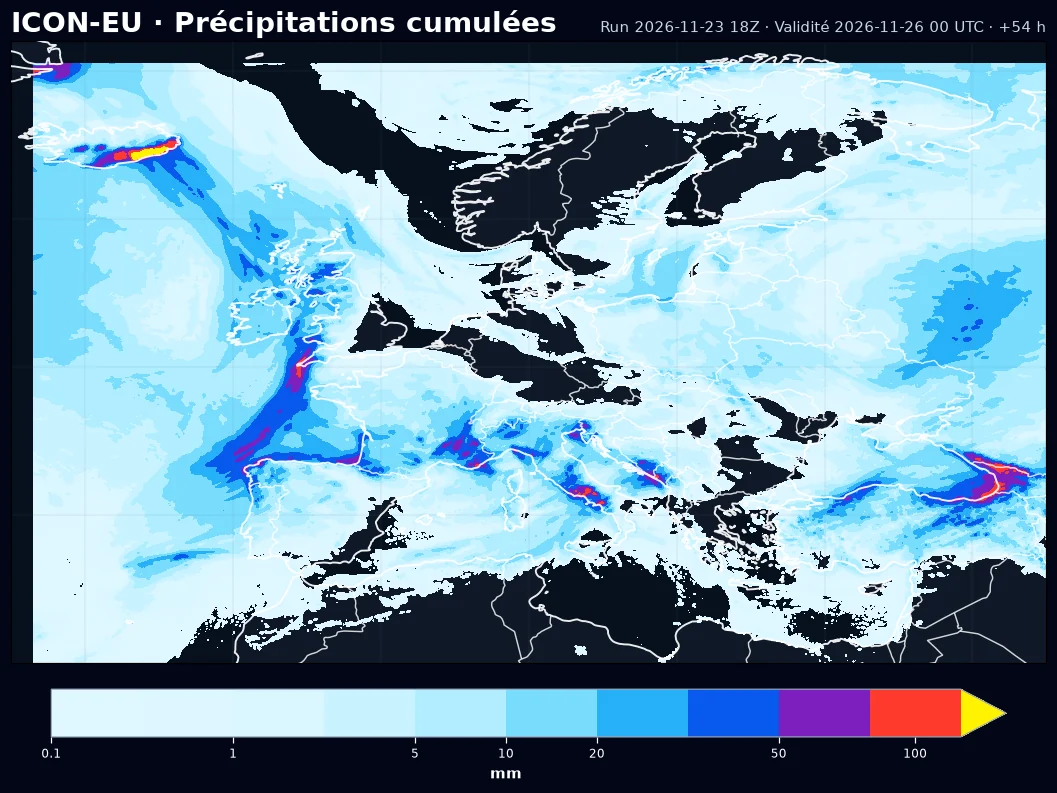 ICON-EU · Précipitations cumulées
Run 2026-11-23 18Z · Validité 2026-11-26 00 UTC · +54 h
0.1 1 5 10 20 50 100
mm